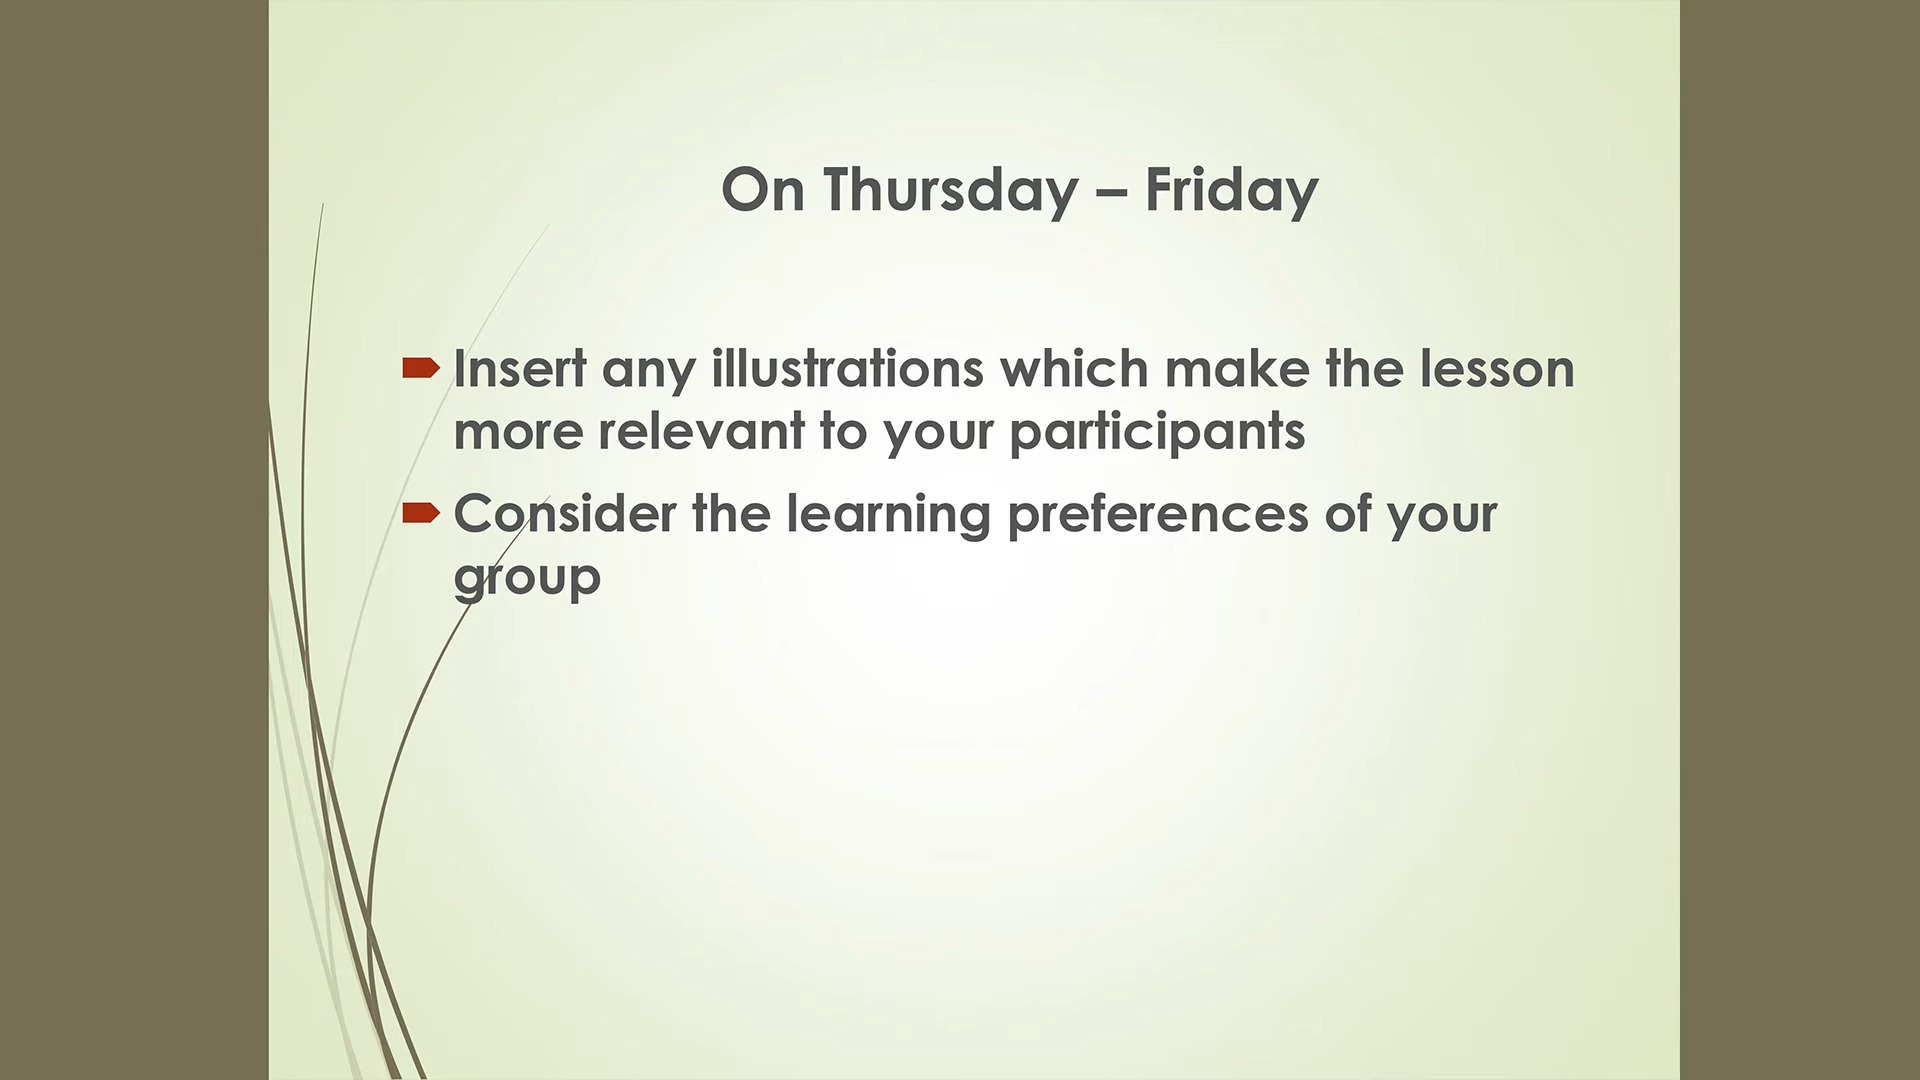 On Thursday – Friday
Insert any illustrations which make the lesson
more relevant to your participants
Consider the learning preferences of your
group